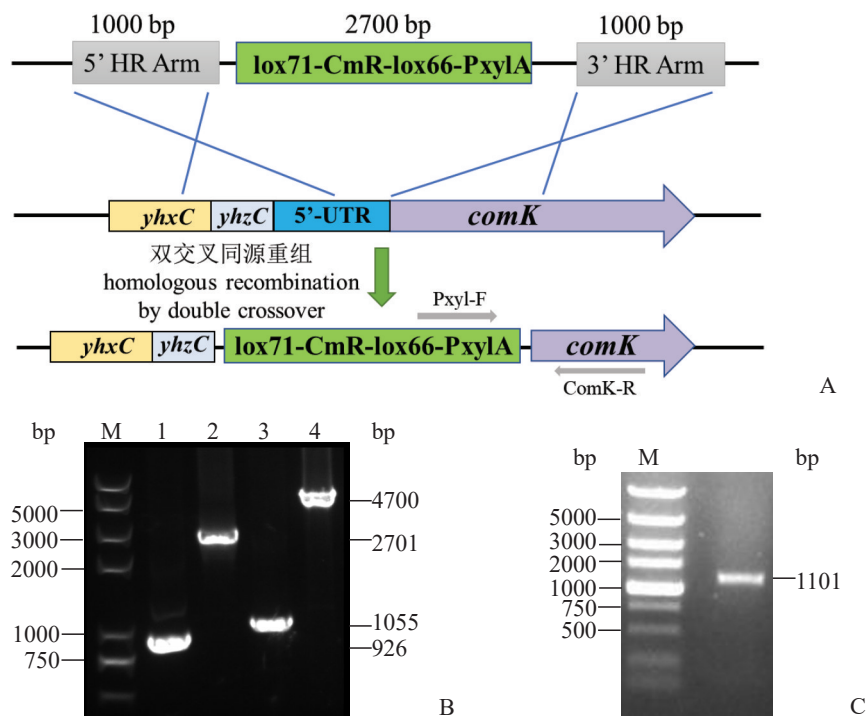 1000 bp 2700 bp 1000 bp
5’ HR Arm lox71-CmR-lox66-PxylA 3’ HR Arm
yhxC yhzC 5’-UTR comK
双交叉同源重组
homologous recombination
by double crossover
Pxyl-F
yhxC yhzC lox71-CmR-lox66-PxylA comK
ComK-R
A
bp M 1 2 3 4 bp
5000
3000
2000
1000
750
4700
2701
1055
926
B
bp M bp
5000
3000
2000
1000
750
500
1101
C